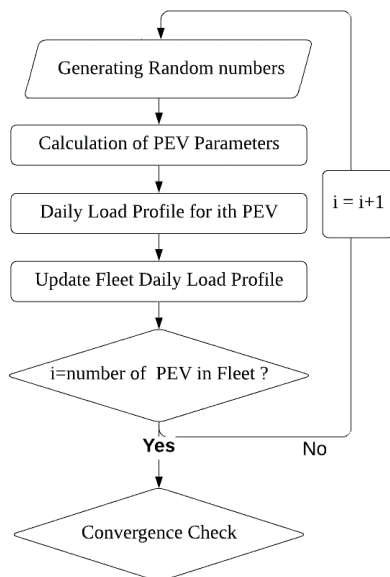 Generating Random numbers
Calculation of PEV Parameters
Daily Load Profile for ith PEV
i = i+1
Update Fleet Daily Load Profile
i=number of PEV in Fleet ?
Yes
No
Convergence Check